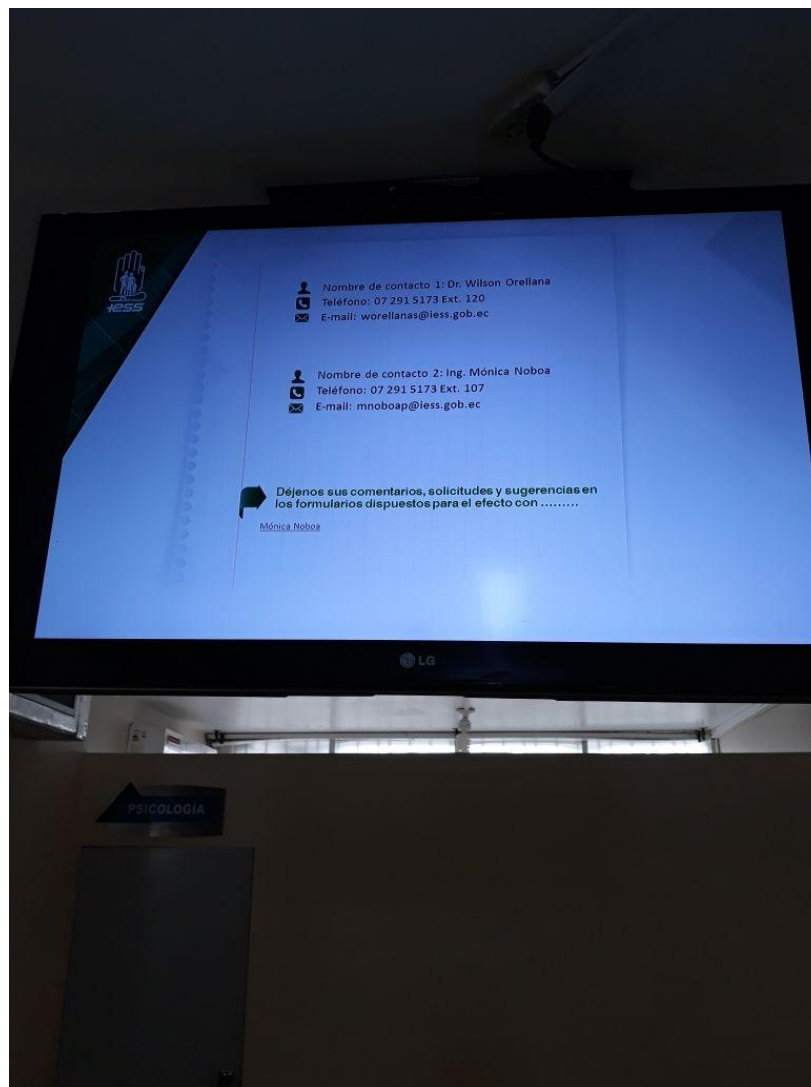 IESS
Nombre de contacto 1: Dr. Wilson Orellana
Teléfono: 07 291 5173 Ext. 120
E-mail: worellanas@iess.gob.ec
Nombre de contacto 2: Ing. Mónica Noboa
Teléfono: 07 291 5173 Ext. 107
E-mail: mnoboap@iess.gob.ec
Déjenos sus comentarios, solicitudes y sugerencias en
los formularios dispuestos para el efecto con .........
Mónica Noboa
LG
PSICOLOGÍA